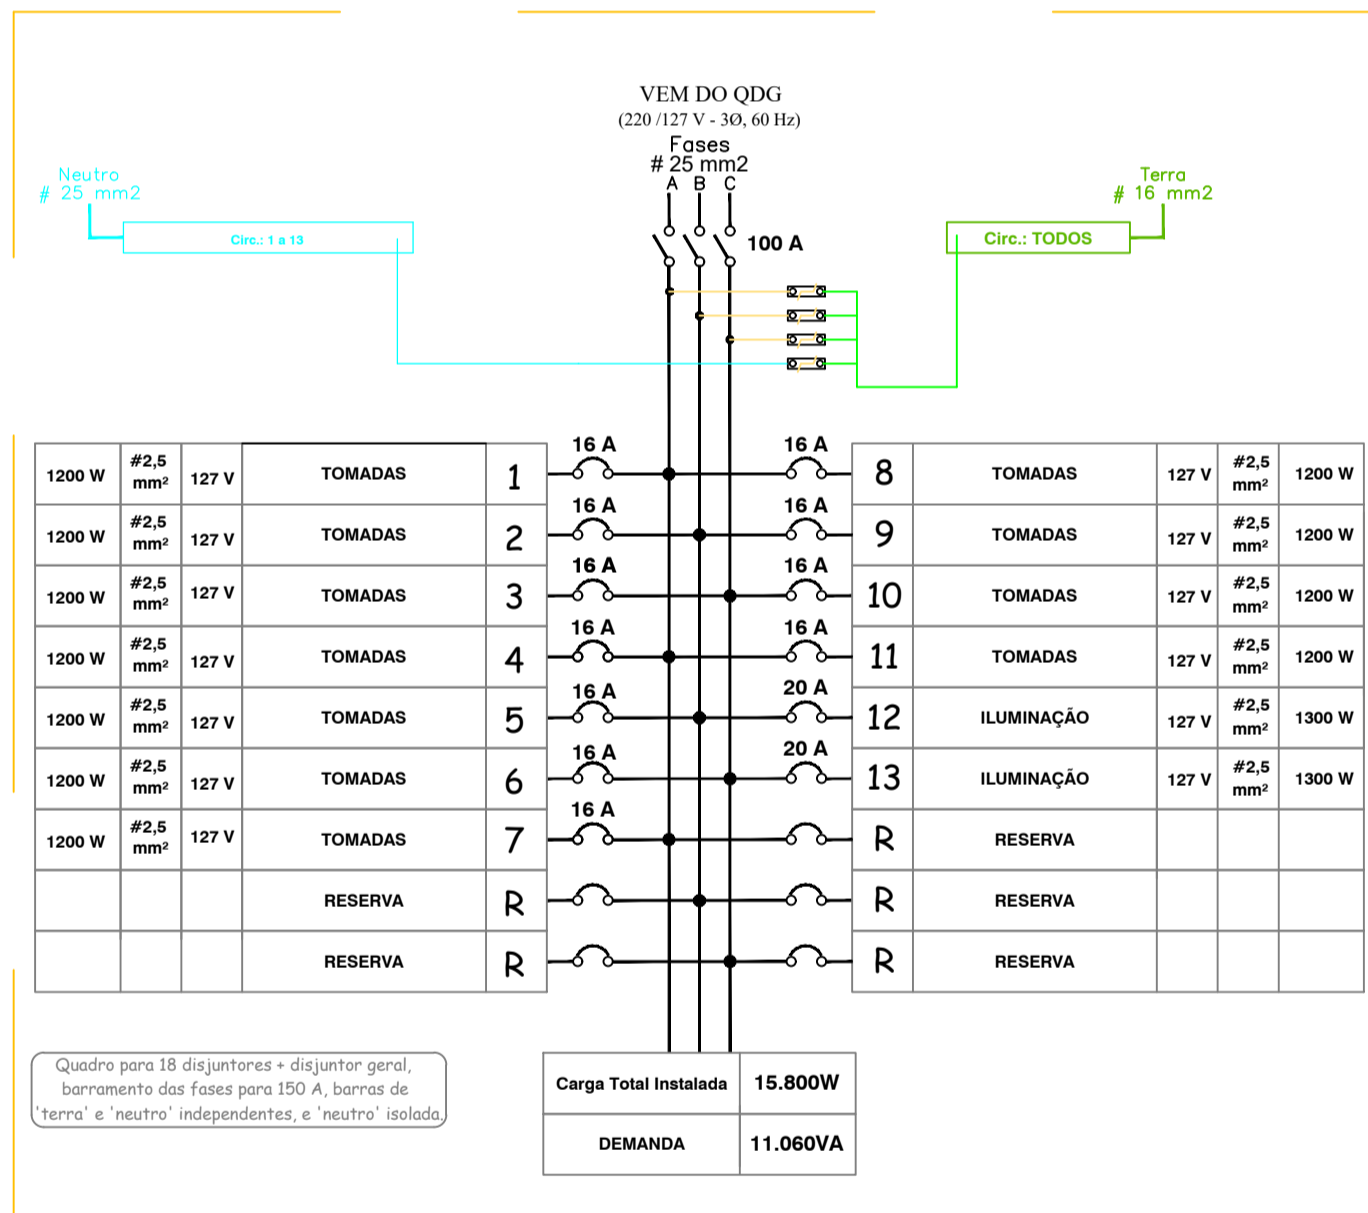 VEM DO QDG
(220 /127 V - 3Ø, 60 Hz)
Fases
# 25 mm2
A B C
Neutro
# 25 mm2
Circ.: 1 a 13
100 A
Terra
# 16 mm2
Circ.: TODOS
1200 W #2,5 mm² 127 V TOMADAS 1 16 A 16 A 8 TOMADAS 127 V #2,5 mm² 1200 W
1200 W #2,5 mm² 127 V TOMADAS 2 16 A 16 A 9 TOMADAS 127 V #2,5 mm² 1200 W
1200 W #2,5 mm² 127 V TOMADAS 3 16 A 16 A 10 TOMADAS 127 V #2,5 mm² 1200 W
1200 W #2,5 mm² 127 V TOMADAS 4 16 A 16 A 11 TOMADAS 127 V #2,5 mm² 1200 W
1200 W #2,5 mm² 127 V TOMADAS 5 16 A 20 A 12 ILUMINAÇÃO 127 V #2,5 mm² 1300 W
1200 W #2,5 mm² 127 V TOMADAS 6 16 A 20 A 13 ILUMINAÇÃO 127 V #2,5 mm² 1300 W
1200 W #2,5 mm² 127 V TOMADAS 7 16 A R RESERVA
RESERVA R R RESERVA
RESERVA R R RESERVA
Quadro para 18 disjuntores + disjuntor geral,
barramento das fases para 150 A, barras de
'terra' e 'neutro' independentes, e 'neutro' isolada.
Carga Total Instalada 15.800W
DEMANDA 11.060VA